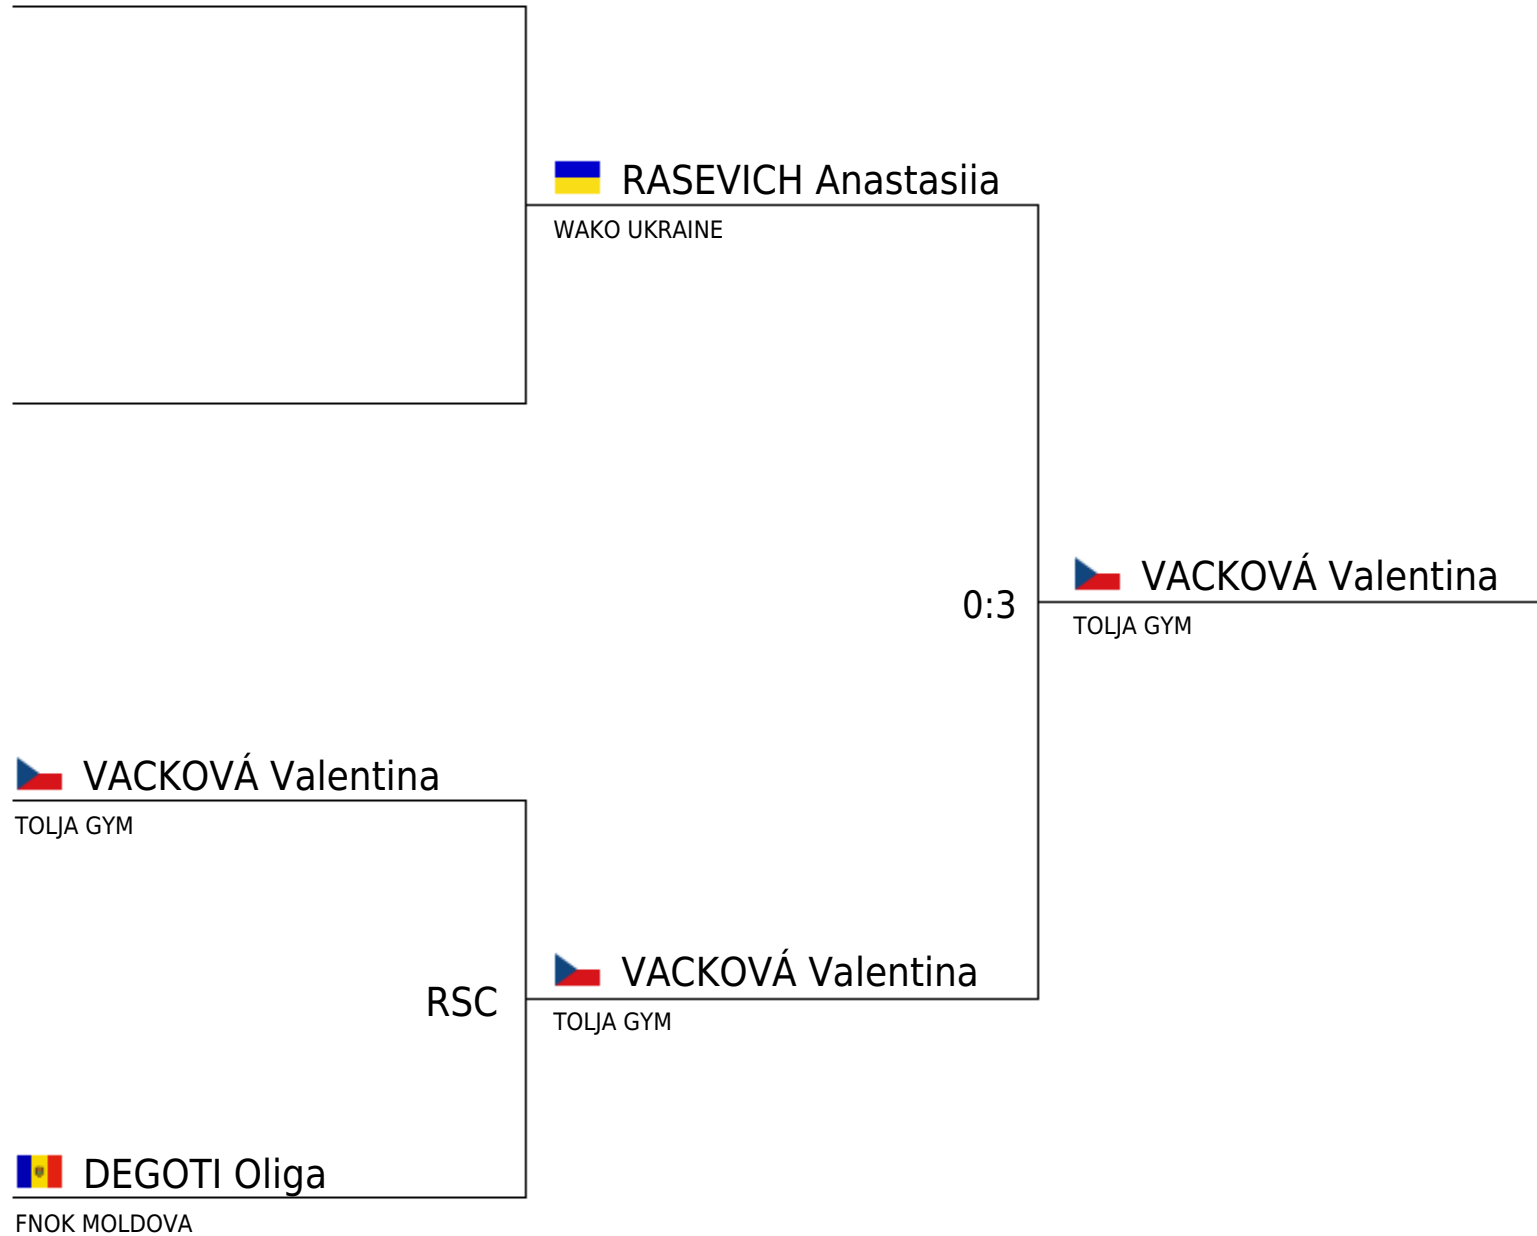 RASEVICH Anastasiia
WAKO UKRAINE
VACKOVÁ Valentina
0:3
TOLJA GYM
VACKOVÁ Valentina
TOLJA GYM
VACKOVÁ Valentina
RSC
TOLJA GYM
DEGOTI Oliga
FNOK MOLDOVA